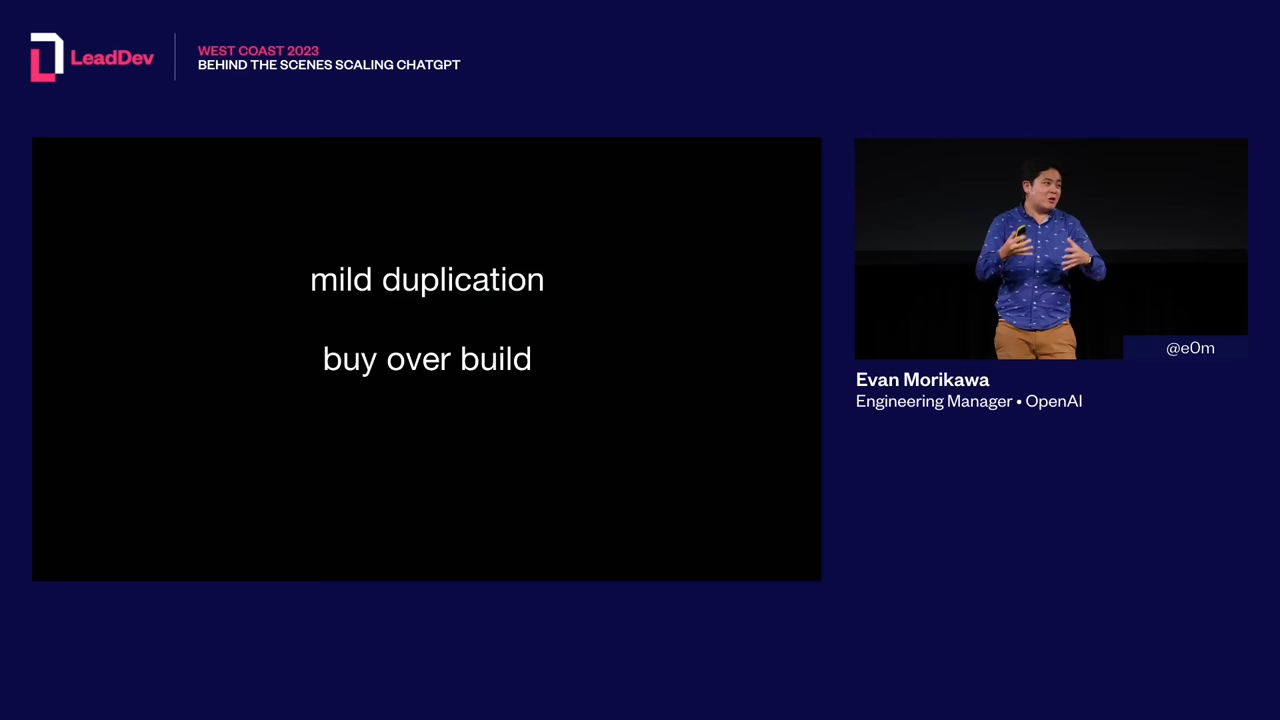 LeadDev
WEST COAST 2023
BEHIND THE SCENES SCALING CHATGPT
mild duplication
buy over build
@e0m
Evan Morikawa
Engineering Manager • OpenAI